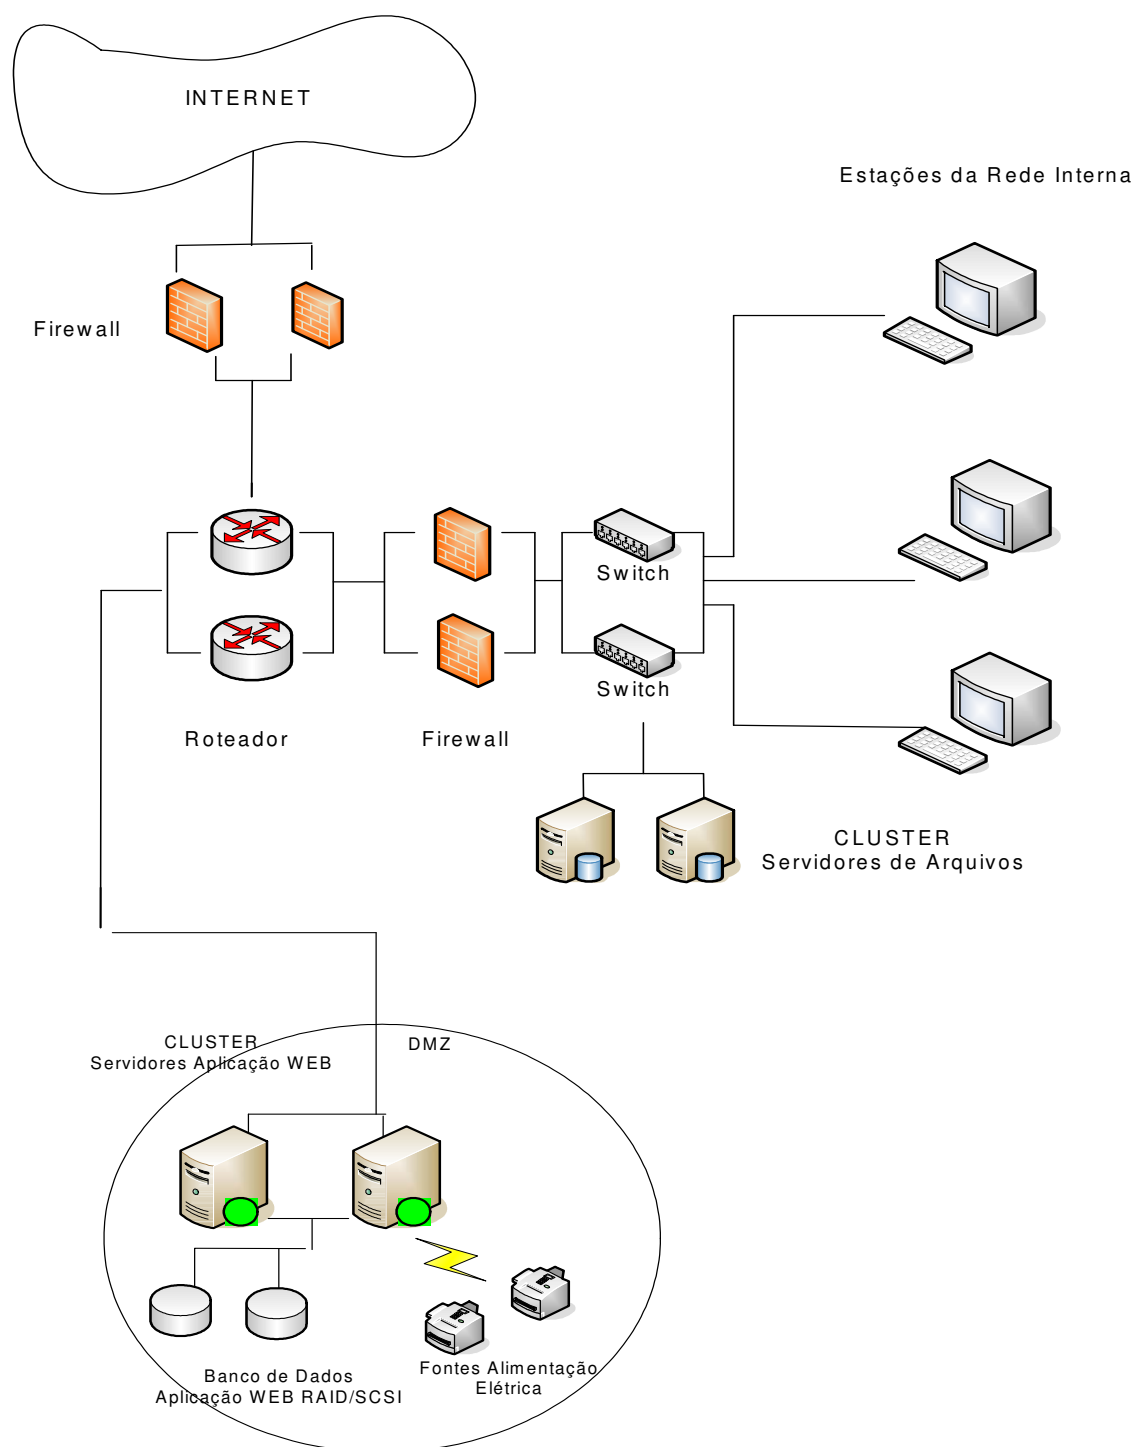 INTERNET
Estações da Rede Interna
Firewall
Switch
Switch
Roteador
Firewall
CLUSTER
Servidores de Arquivos
CLUSTER
Servidores Aplicação WEB
DMZ
Banco de Dados
Aplicação WEB RAID/SCSI
Fontes Alimentação
Elétrica